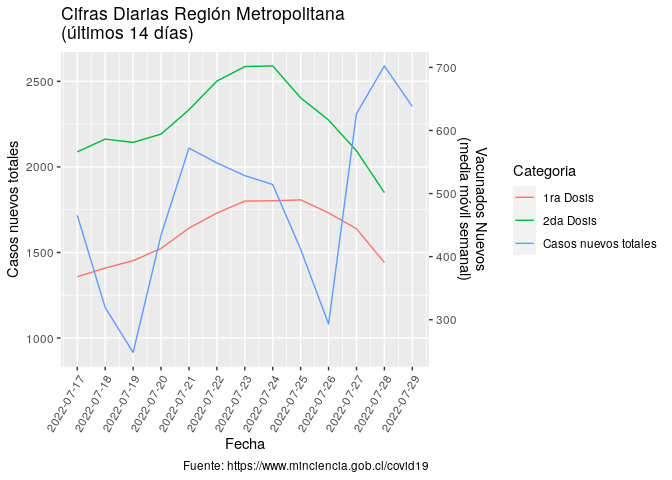 Cifras Diarias Región Metropolitana
(últimos 14 días)
Casos nuevos totales
2500
2000
1500
1000
700
600
500
400
300
Vacunados Nuevos
(media móvil semanal)
2022-07-17
2022-07-18
2022-07-19
2022-07-20
2022-07-21
2022-07-22
2022-07-23
2022-07-24
2022-07-25
2022-07-26
2022-07-27
2022-07-28
2022-07-29
Fecha
Categoria
1ra Dosis
2da Dosis
Casos nuevos totales
Fuente: https://www.minciencia.gob.cl/covid19